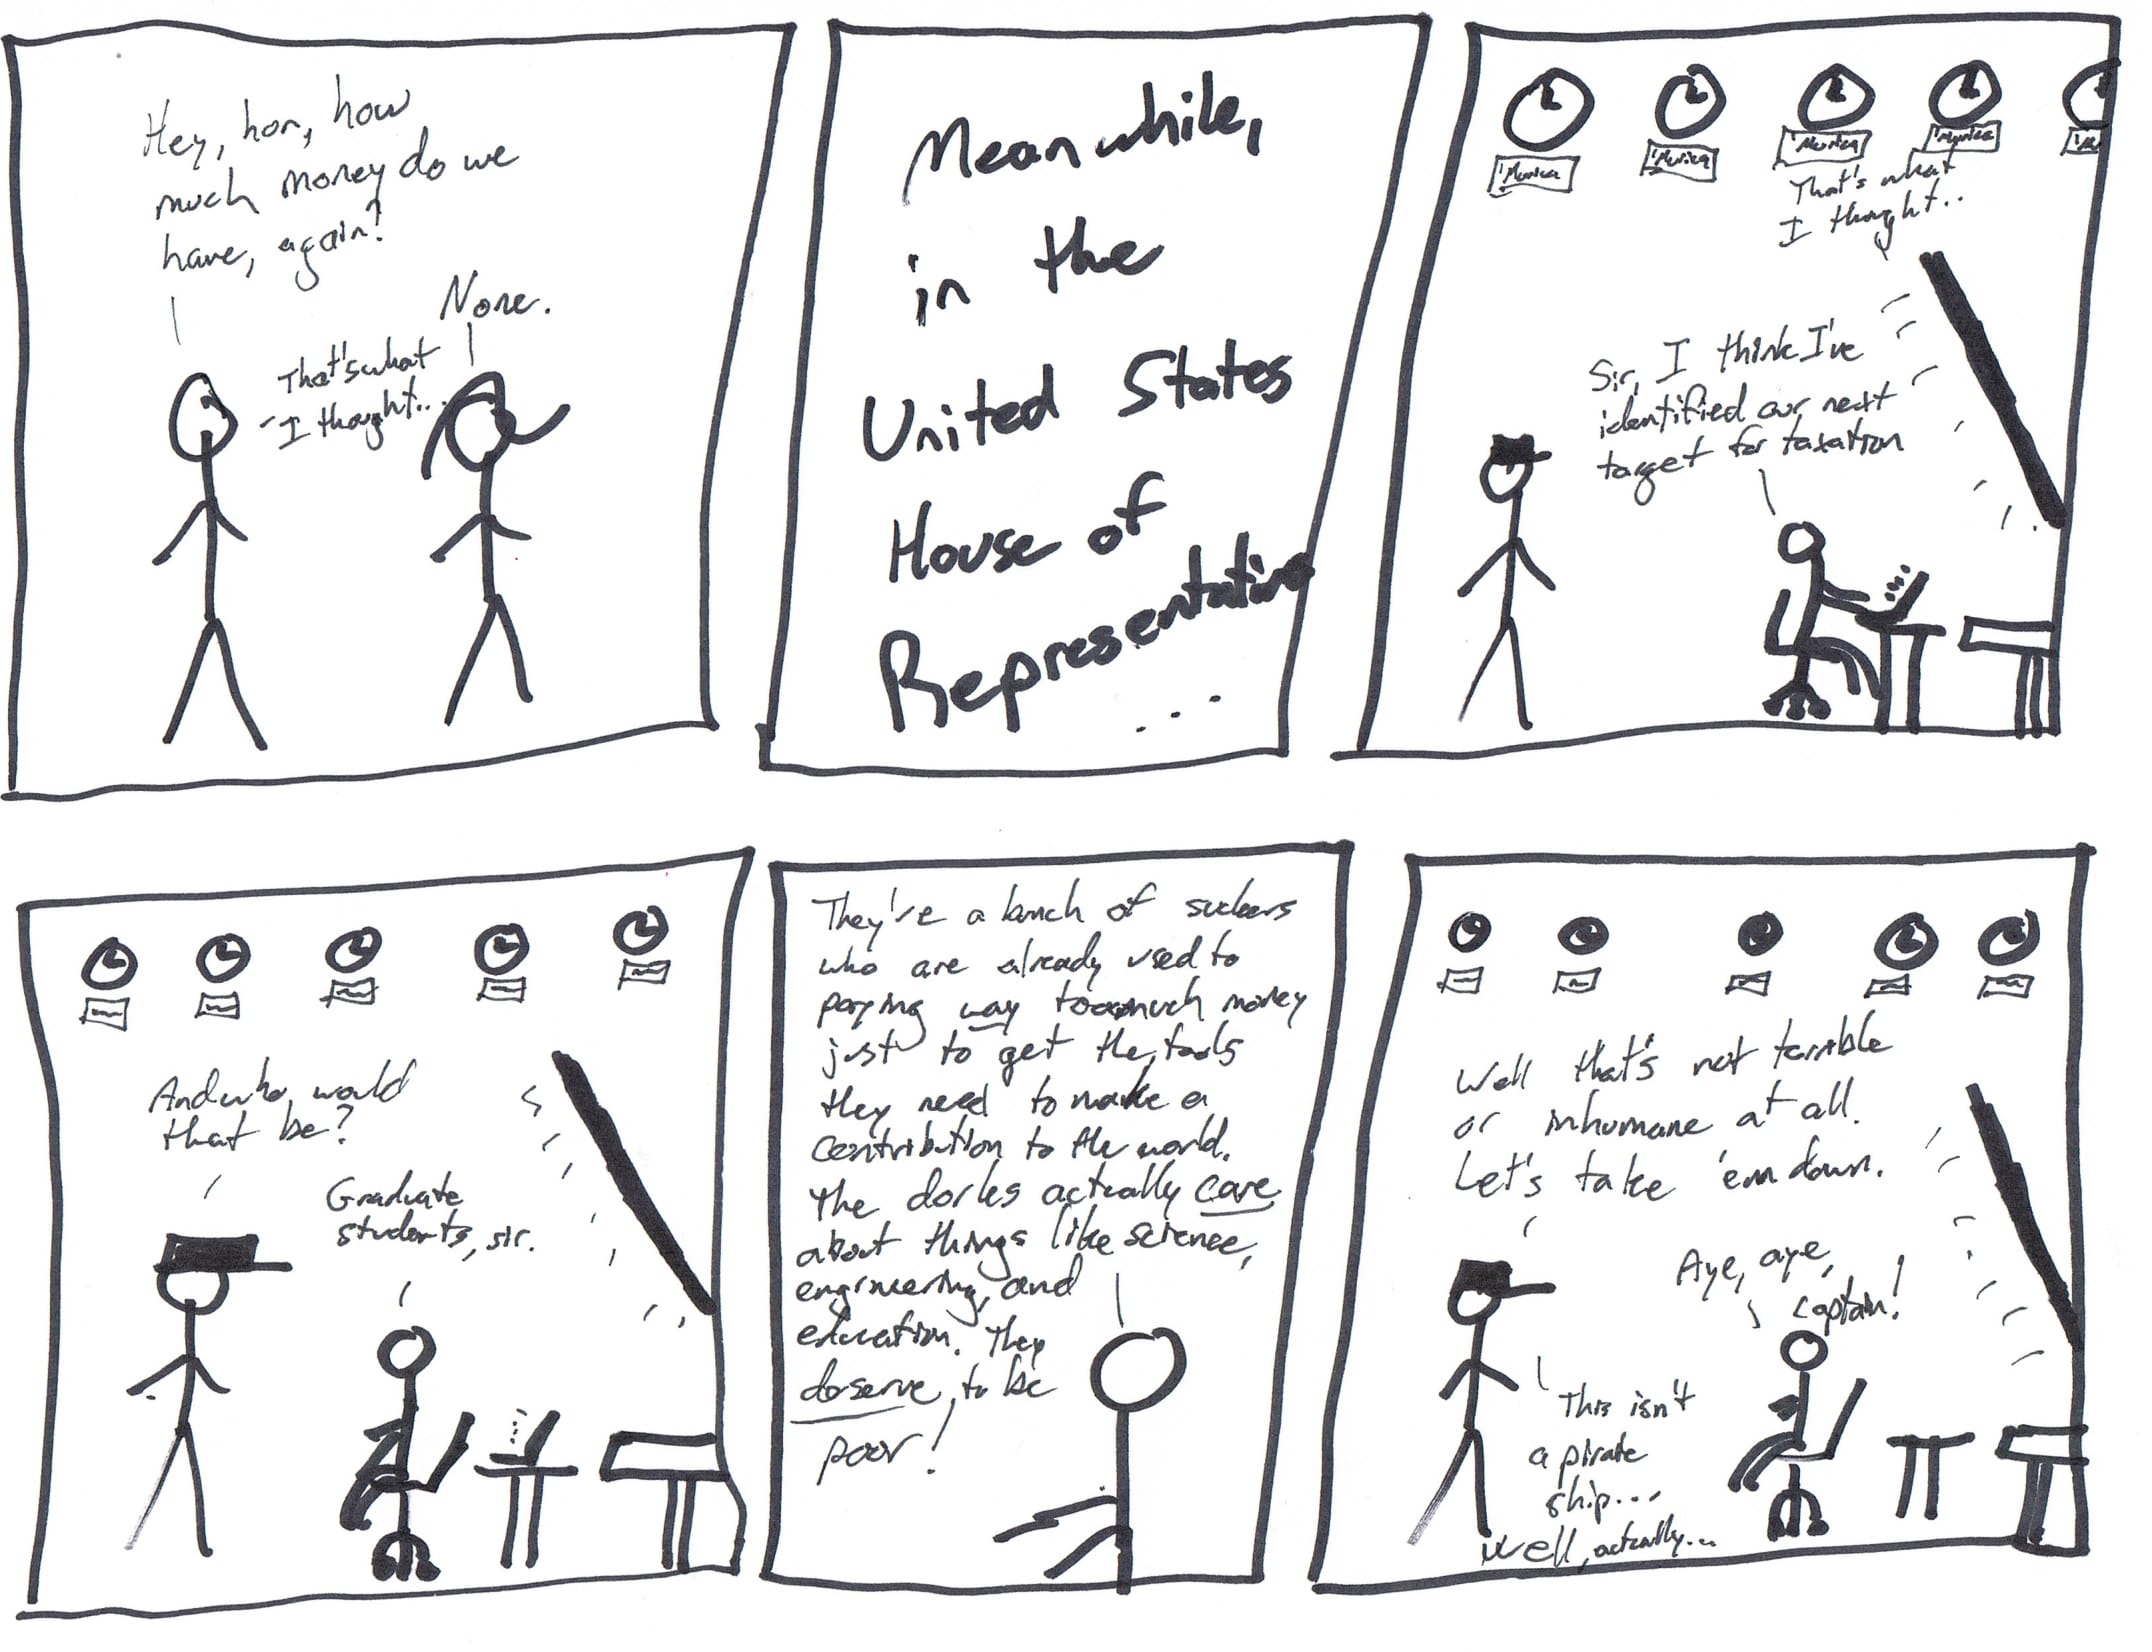 Hey, hon, how
much money do we
have, again?
None.
That's what
I thought...
Meanwhile,
in the
United States
House of
Representatives
...
'Murica
'Murica
'Murica
'Murica
'Mu
That's what
I thought..
Sir, I think I've
identified our next
target for taxation
And who would
that be?
Graduate
students, sir.
They're a bunch of suckers
who are already used to
paying way too much money
just to get the tools
they need to make a
contribution to the world.
The dorks actually care
about things like science,
engineering, and
education. They
deserve to be
poor!
Well that's not terrible
or inhumane at all.
Let's take 'em down.
Aye, aye,
captain!
This isn't
a pirate
ship...
well, actually...